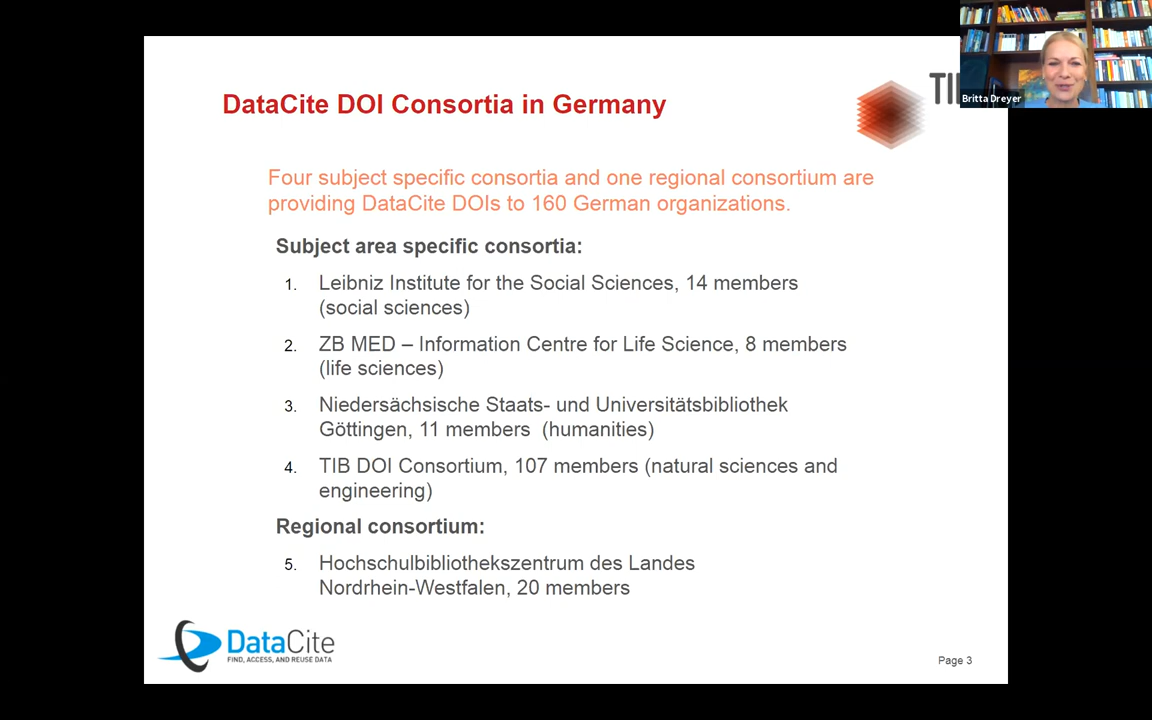 DataCite DOI Consortia in Germany
Britta Dreyer
Four subject specific consortia and one regional consortium are
providing DataCite DOIs to 160 German organizations.
Subject area specific consortia:
1. Leibniz Institute for the Social Sciences, 14 members
(social sciences)
2. ZB MED – Information Centre for Life Science, 8 members
(life sciences)
3. Niedersächsische Staats- und Universitätsbibliothek
Göttingen, 11 members (humanities)
4. TIB DOI Consortium, 107 members (natural sciences and
engineering)
Regional consortium:
5. Hochschulbibliothekszentrum des Landes
Nordrhein-Westfalen, 20 members
DataCite
FIND, ACCESS, AND REUSE DATA
Page 3